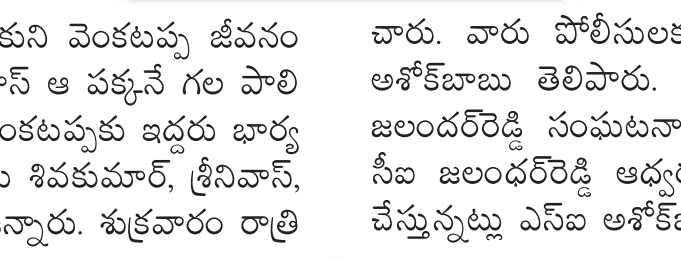 కుని వెంకటప్ప జీవనం
ఆ పక్కనే గల పాలి
ంకటప్పకు ఇద్దరు భార్య
శివకుమార్, శ్రీనివాస్,
న్నారు. శుక్రవారం రాత్రి
చారు. వారు పోలీసులక
అశోక్‌బాబు తెలిపారు.
జలందర్‌రెడ్డి సంఘటనా
సీఐ జలంధర్‌రెడ్డి ఆధ్వర
చేస్తున్నట్లు ఎస్ఐ అశోక్‌బ